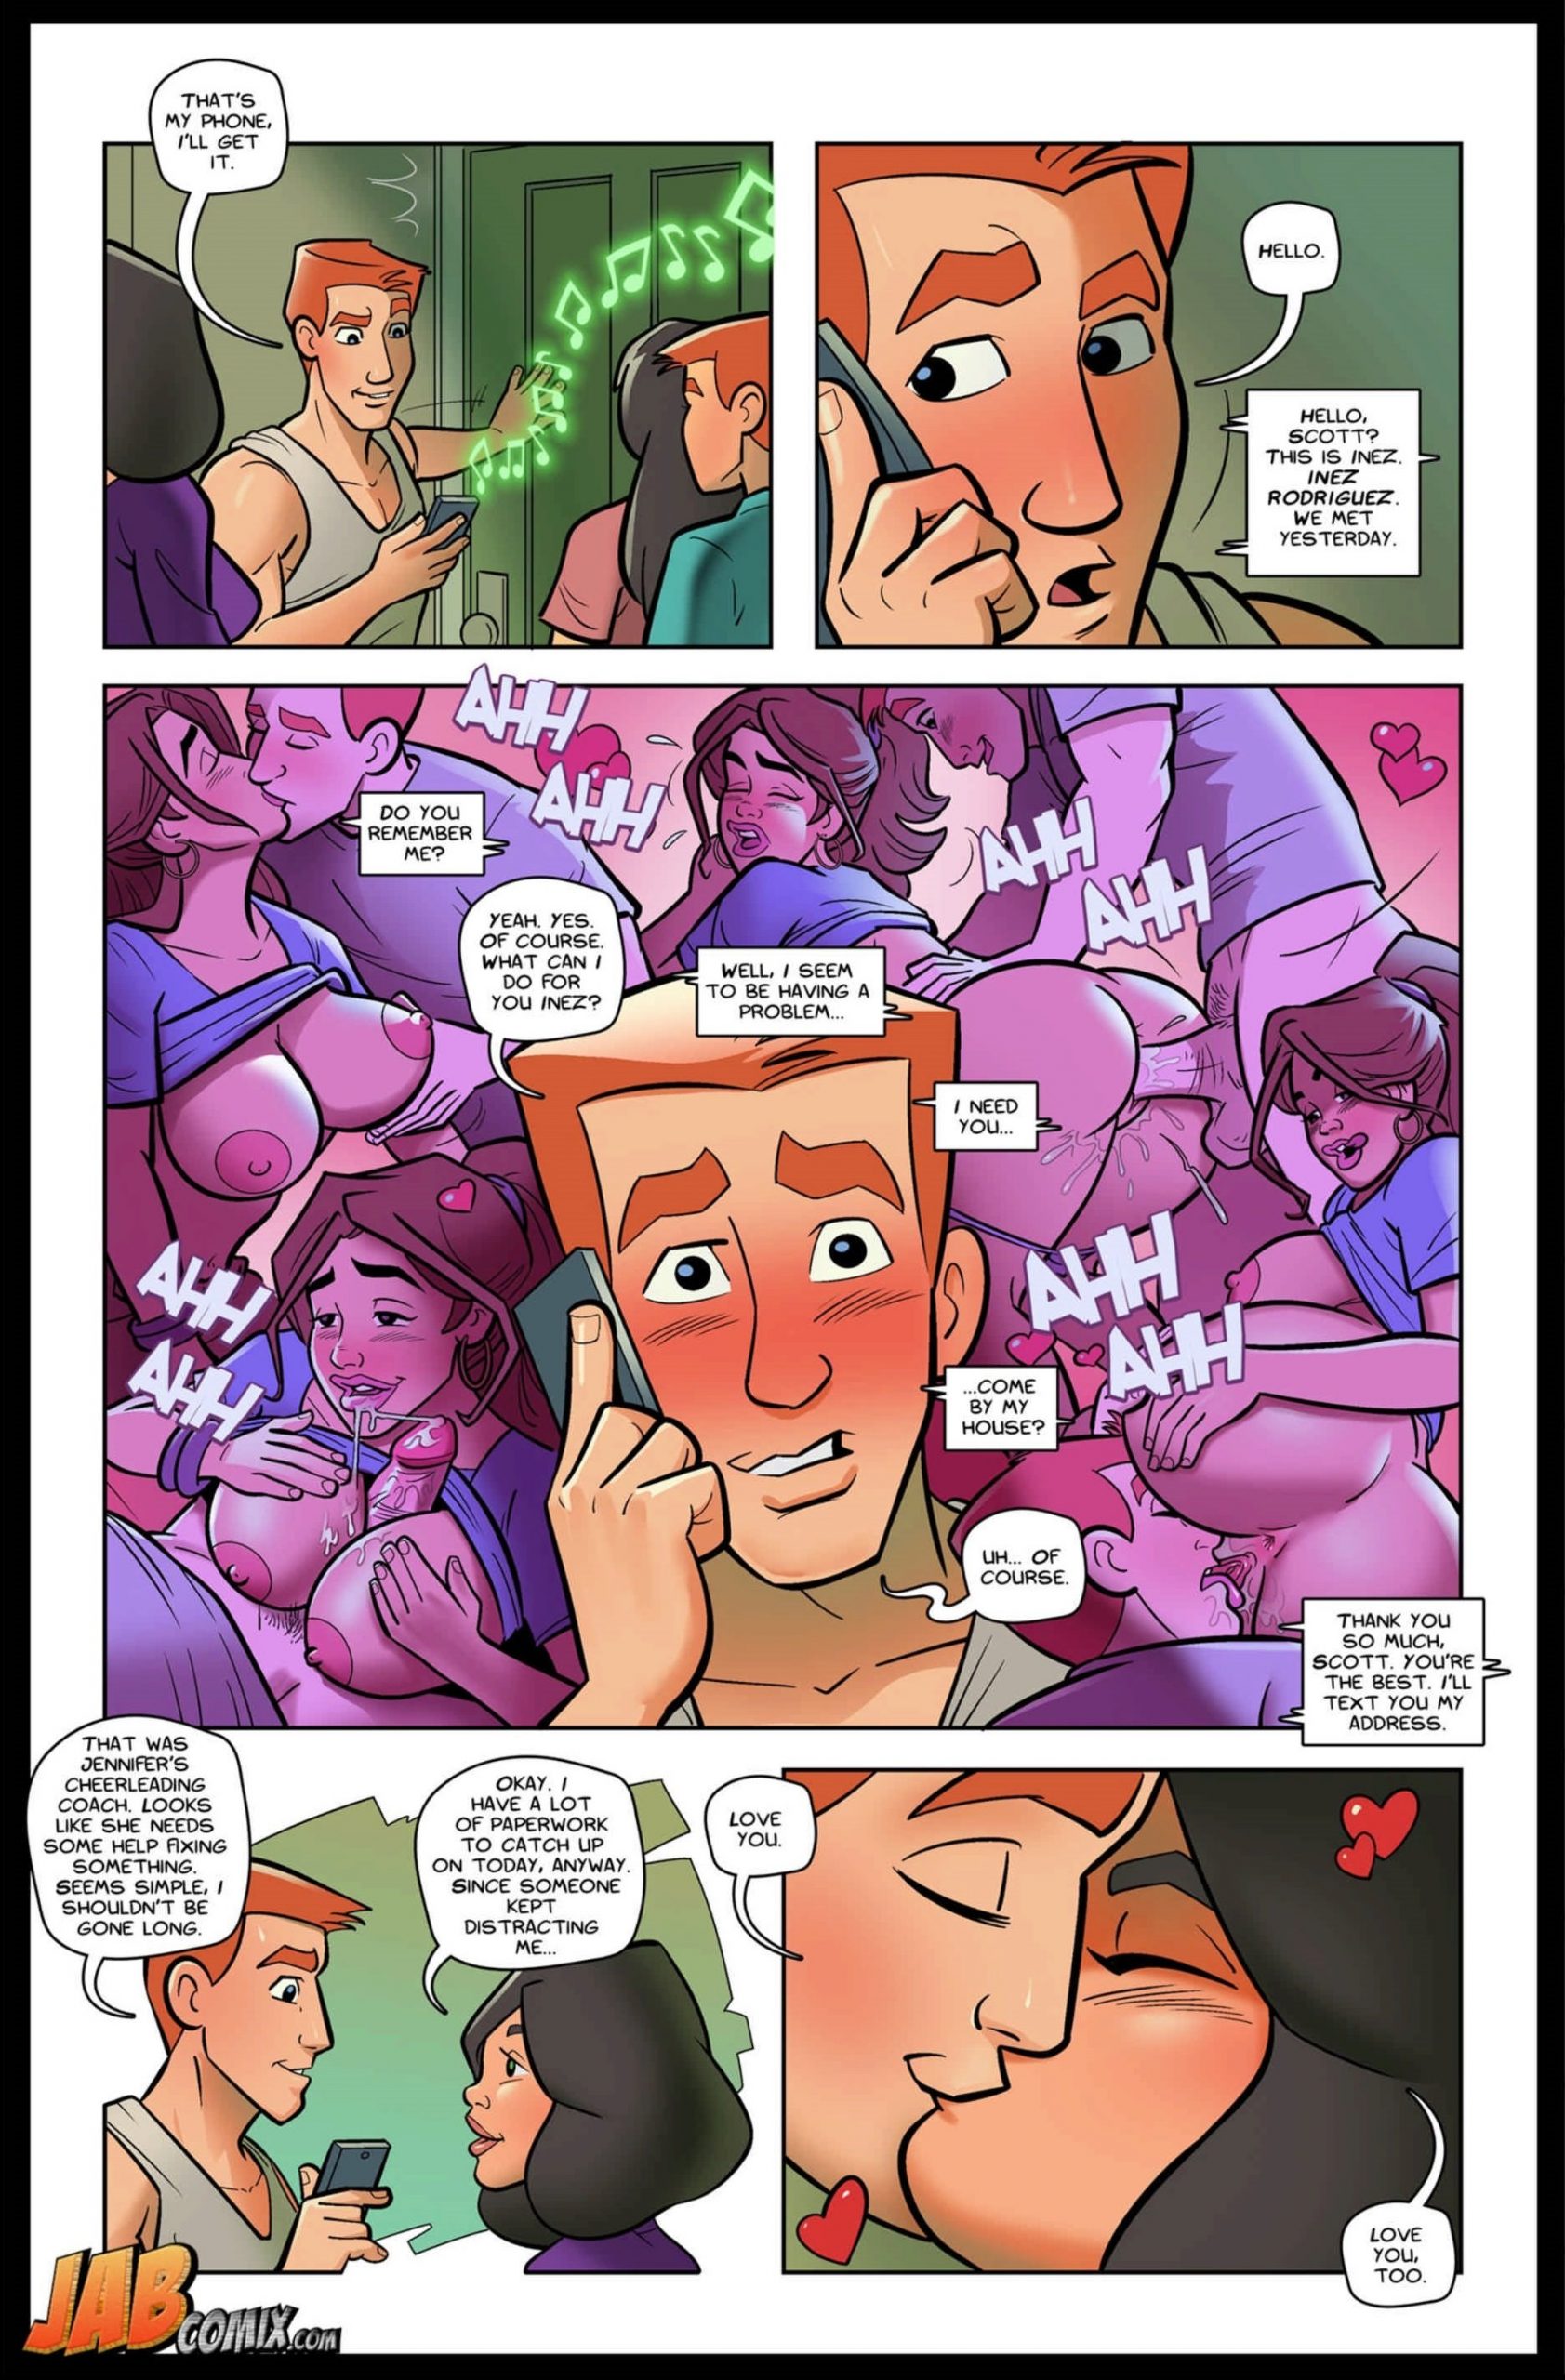 THAT'S
MY PHONE,
I'LL GET
IT.
HELLO.
HELLO,
SCOTT?
THIS IS INEZ.
INEZ
RODRIGUEZ.
WE MET
YESTERDAY.
AHH
AHH
AHH
AHH
DO YOU
REMEMBER
ME?
YEAH. YES.
OF COURSE.
WHAT CAN I
DO FOR
YOU INEZ?
WELL, I SEEM
TO BE HAVING A
PROBLEM...
I NEED
YOU...
AHH
AHH
AHH
AHH
...COME
BY MY
HOUSE?
UH... OF
COURSE.
THANK YOU
SO MUCH,
SCOTT. YOU'RE
THE BEST. I'LL
TEXT YOU MY
ADDRESS.
THAT WAS
JENNIFER'S
CHEERLEADING
COACH. LOOKS
LIKE SHE NEEDS
SOME HELP FIXING
SOMETHING.
SEEMS SIMPLE, I
SHOULDN'T BE
GONE LONG.
OKAY. I
HAVE A LOT
OF PAPERWORK
TO CATCH UP
ON TODAY, ANYWAY.
SINCE SOMEONE
KEPT
DISTRACTING
ME...
LOVE
YOU.
LOVE
YOU,
TOO.
JAB
COMIX.COM